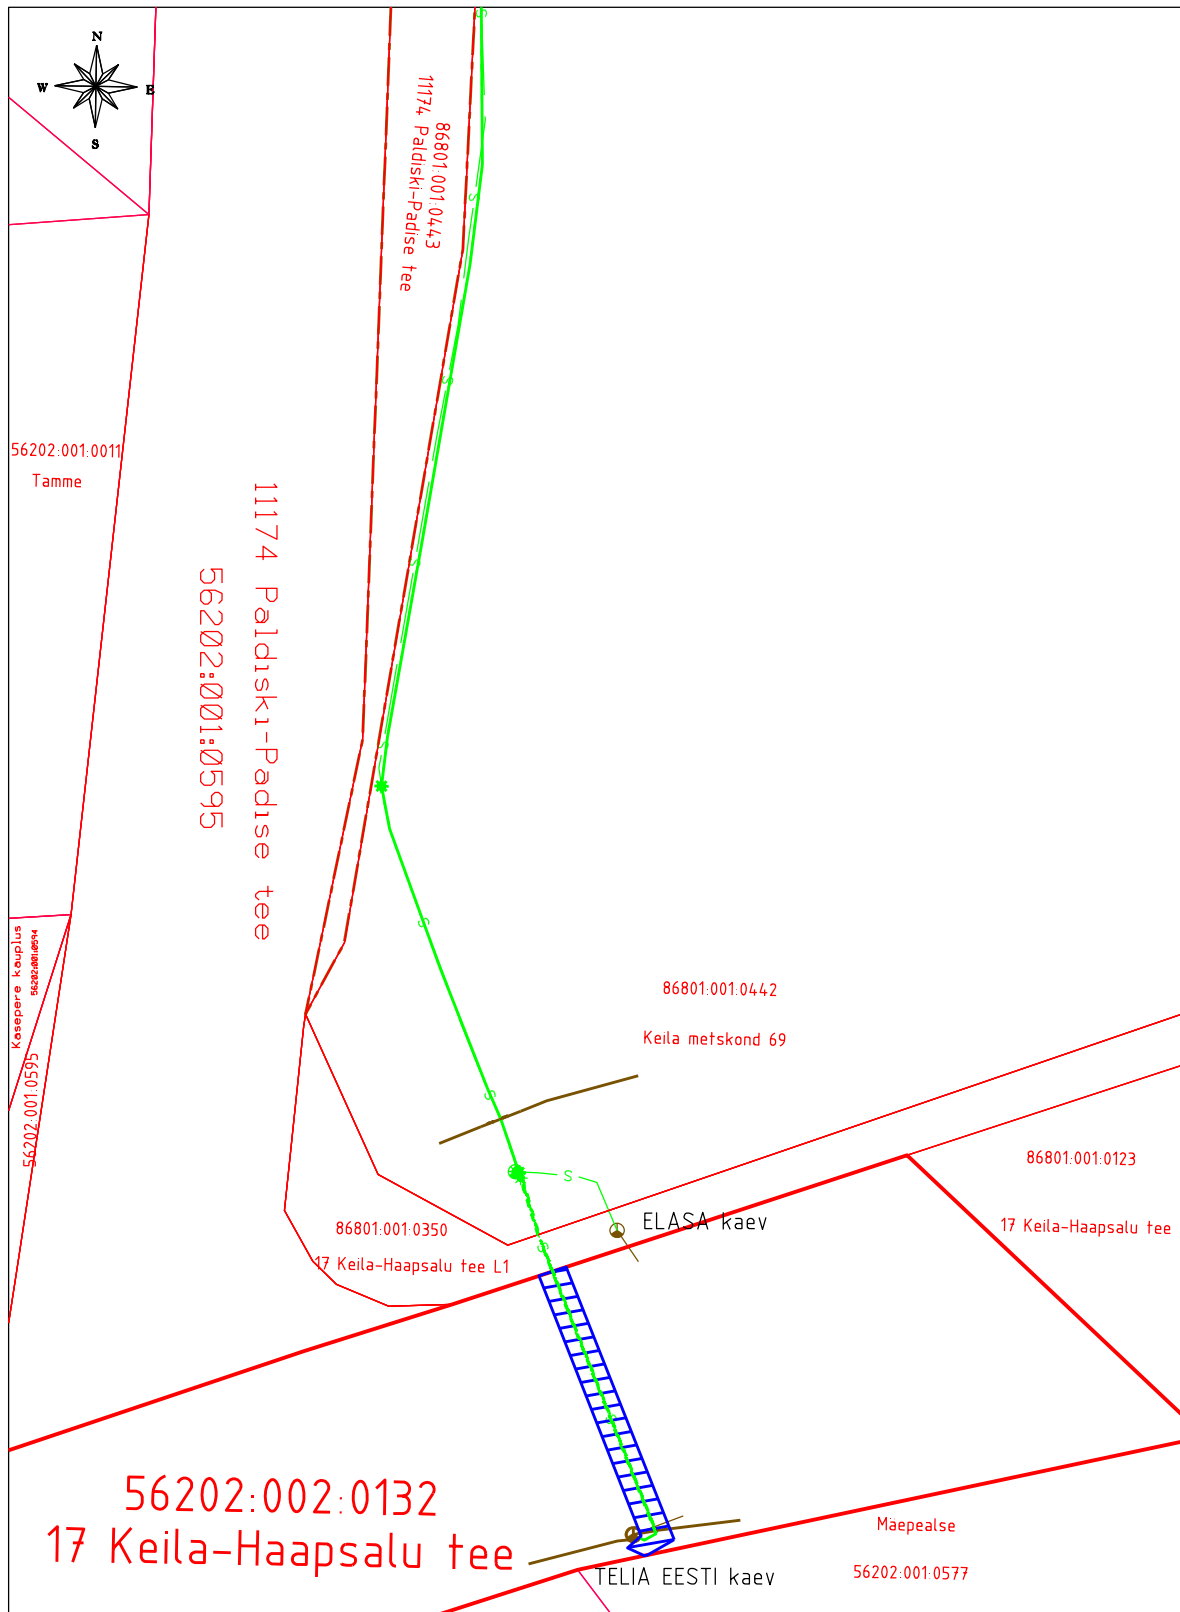 N
W
E
S
86801:001:0443
11174 Paldiski-Padise tee
56202:001:0011
Tamme
11174 Paldiski-Padise tee
56202:001:0595
Kasepere kauplus
56202:001:0594
56202:001:0595
86801:001:0442
Keila metskond 69
86801:001:0123
17 Keila-Haapsalu tee
ELASA kaev
86801:001:0350
17 Keila-Haapsalu tee L1
S
S
S
S
S
S
S
S
S
S
56202:002:0132
17 Keila-Haapsalu tee
Mäepealse
56202:001:0577
TELIA EESTI kaev